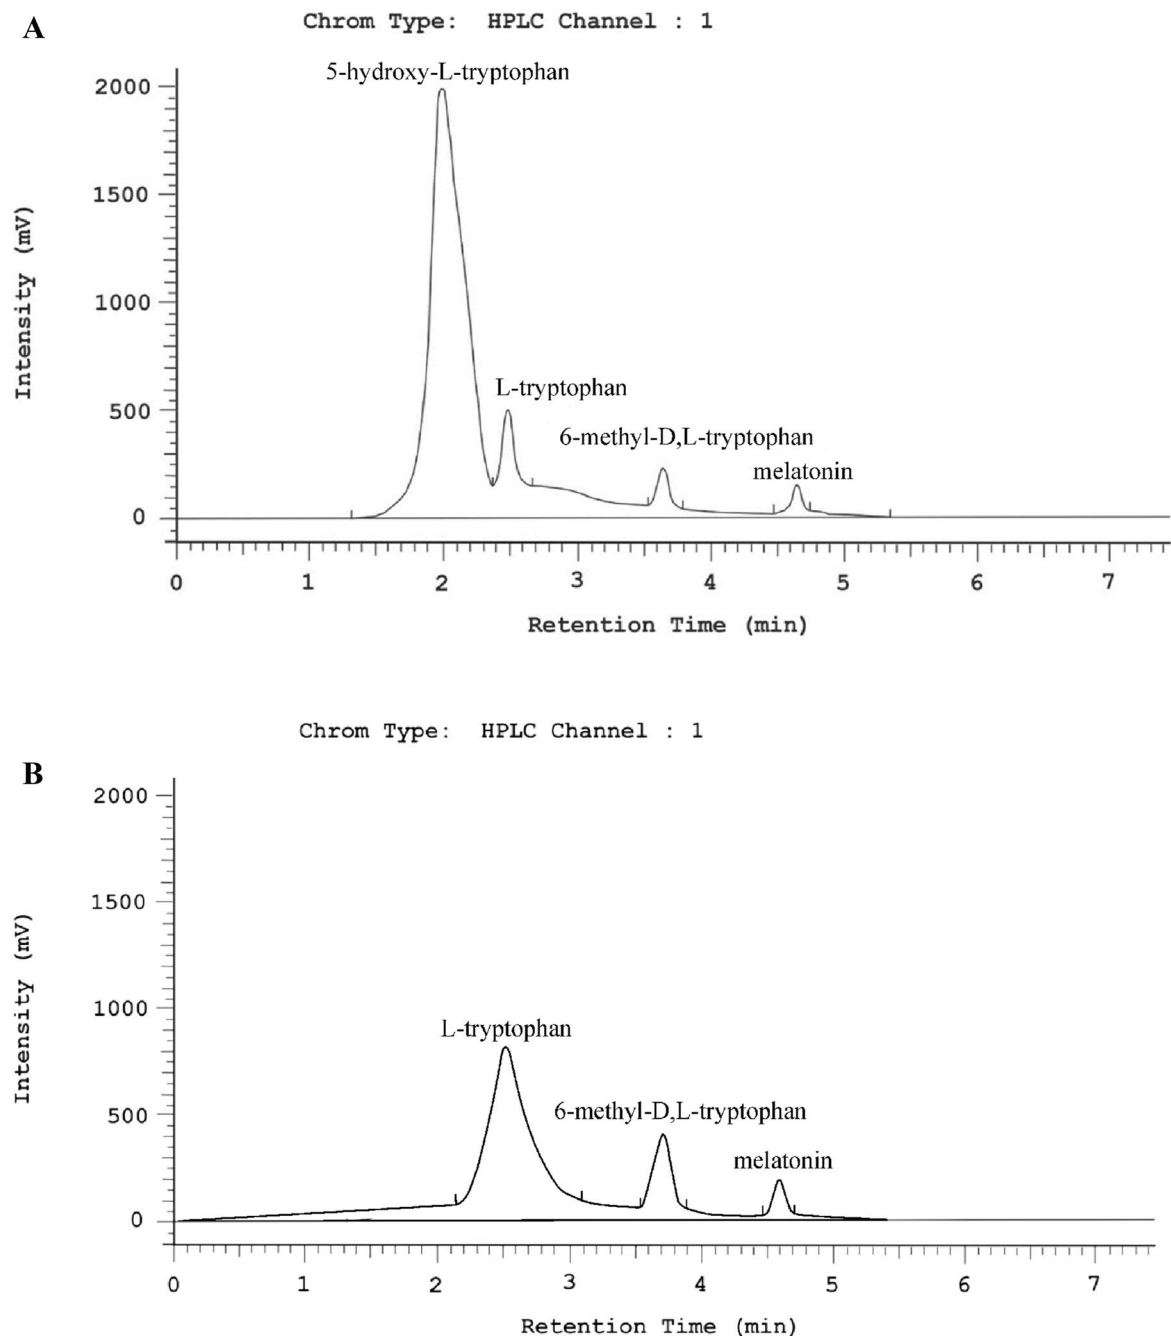 A
Chrom Type: HPLC Channel : 1
5-hydroxy-L-tryptophan
2000
1500
1000
500
0
Intensity (mV)
L-tryptophan
6-methyl-D,L-tryptophan
melatonin
0 1 2 3 4 5 6 7
Retention Time (min)
Chrom Type: HPLC Channel : 1
B
2000
1500
1000
500
0
Intensity (mV)
L-tryptophan
6-methyl-D,L-tryptophan
melatonin
0 1 2 3 4 5 6 7
Retention Time (min)